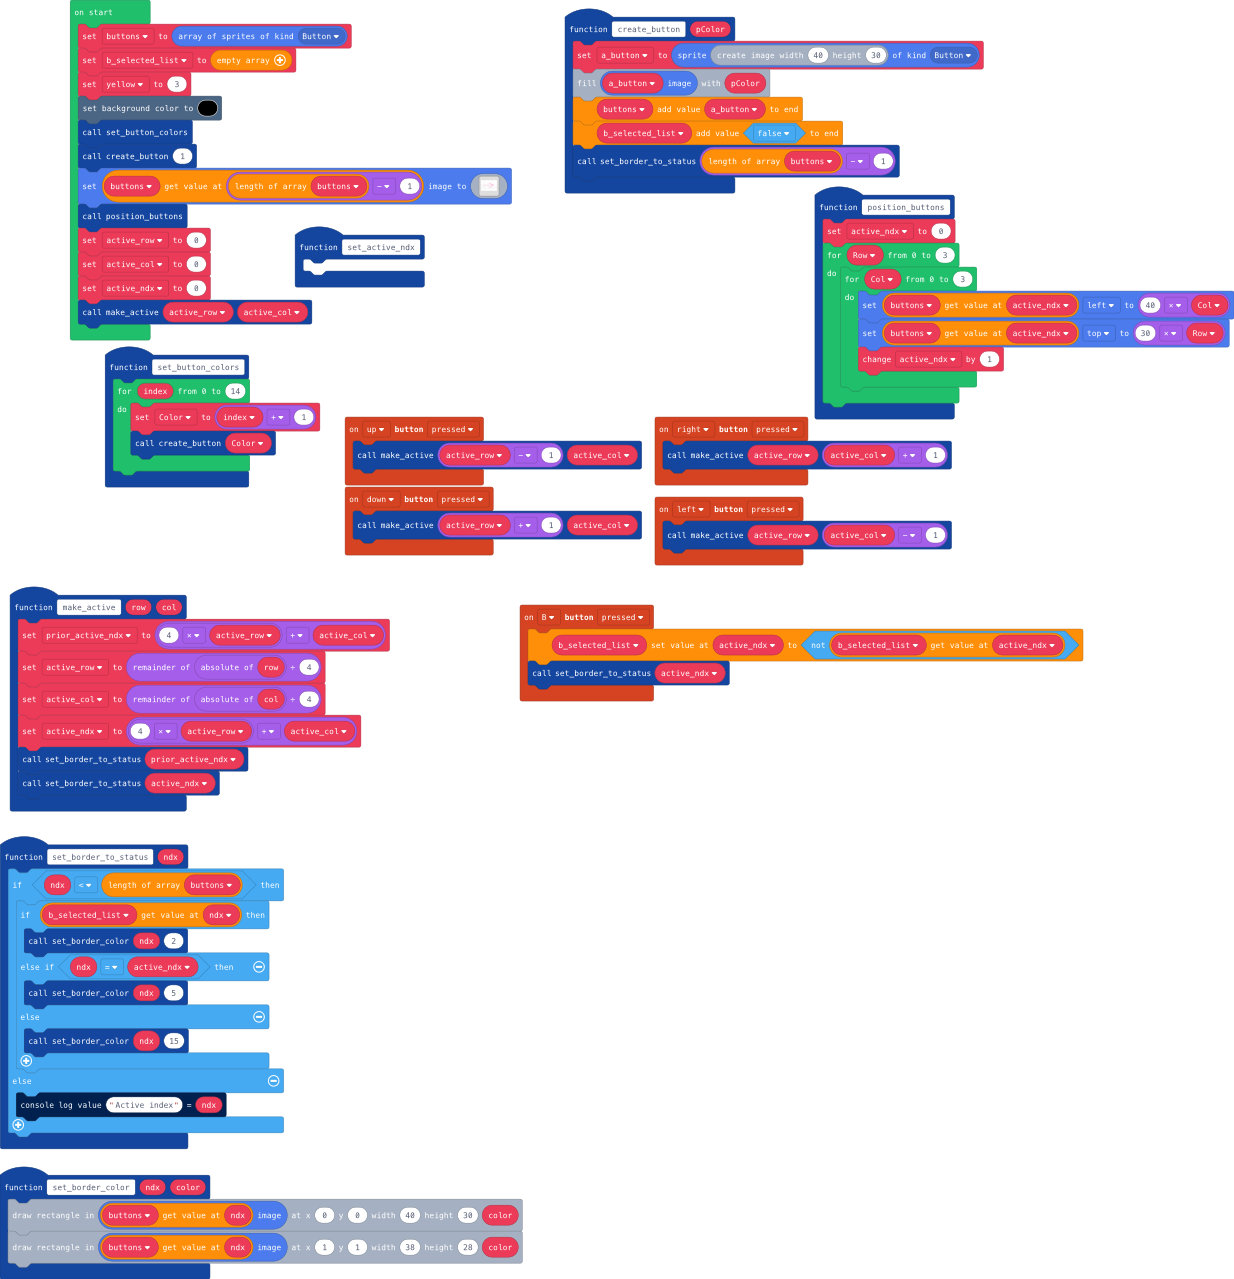 on start
set buttons to array of sprites of kind Button
set b_selected_list to empty array
set yellow to 3
set background color to
call set_button_colors
call create_button 1
set buttons get value at length of array buttons - 1 image to
call position_buttons
set active_row to 0
set active_col to 0
set active_ndx to 0
call make_active active_row active_col
function set_active_ndx
function create_button pColor
set a_button to sprite create image width 40 height 30 of kind Button
fill a_button image with pColor
buttons add value a_button to end
b_selected_list add value false to end
call set_border_to_status length of array buttons - 1
function position_buttons
set active_ndx to 0
for Row from 0 to 3
do
for Col from 0 to 3
do
set buttons get value at active_ndx left to 40 × Col
set buttons get value at active_ndx top to 30 × Row
change active_ndx by 1
function set_button_colors
for index from 0 to 14
do
set Color to index + 1
call create_button Color
on up button pressed
call make_active active_row - 1 active_col
on right button pressed
call make_active active_row active_col + 1
on down button pressed
call make_active active_row + 1 active_col
on left button pressed
call make_active active_row active_col - 1
function make_active row col
set prior_active_ndx to 4 × active_row + active_col
set active_row to remainder of absolute of row ÷ 4
set active_col to remainder of absolute of col ÷ 4
set active_ndx to 4 × active_row + active_col
call set_border_to_status prior_active_ndx
call set_border_to_status active_ndx
on B button pressed
b_selected_list set value at active_ndx to not b_selected_list get value at active_ndx
call set_border_to_status active_ndx
function set_border_to_status ndx
if ndx < length of array buttons then
if b_selected_list get value at ndx then
call set_border_color ndx 2
else if ndx = active_ndx then
call set_border_color ndx 5
else
call set_border_color ndx 15
else
console log value "Active index" = ndx
function set_border_color ndx color
draw rectangle in buttons get value at ndx image at x 0 y 0 width 40 height 30 color
draw rectangle in buttons get value at ndx image at x 1 y 1 width 38 height 28 color